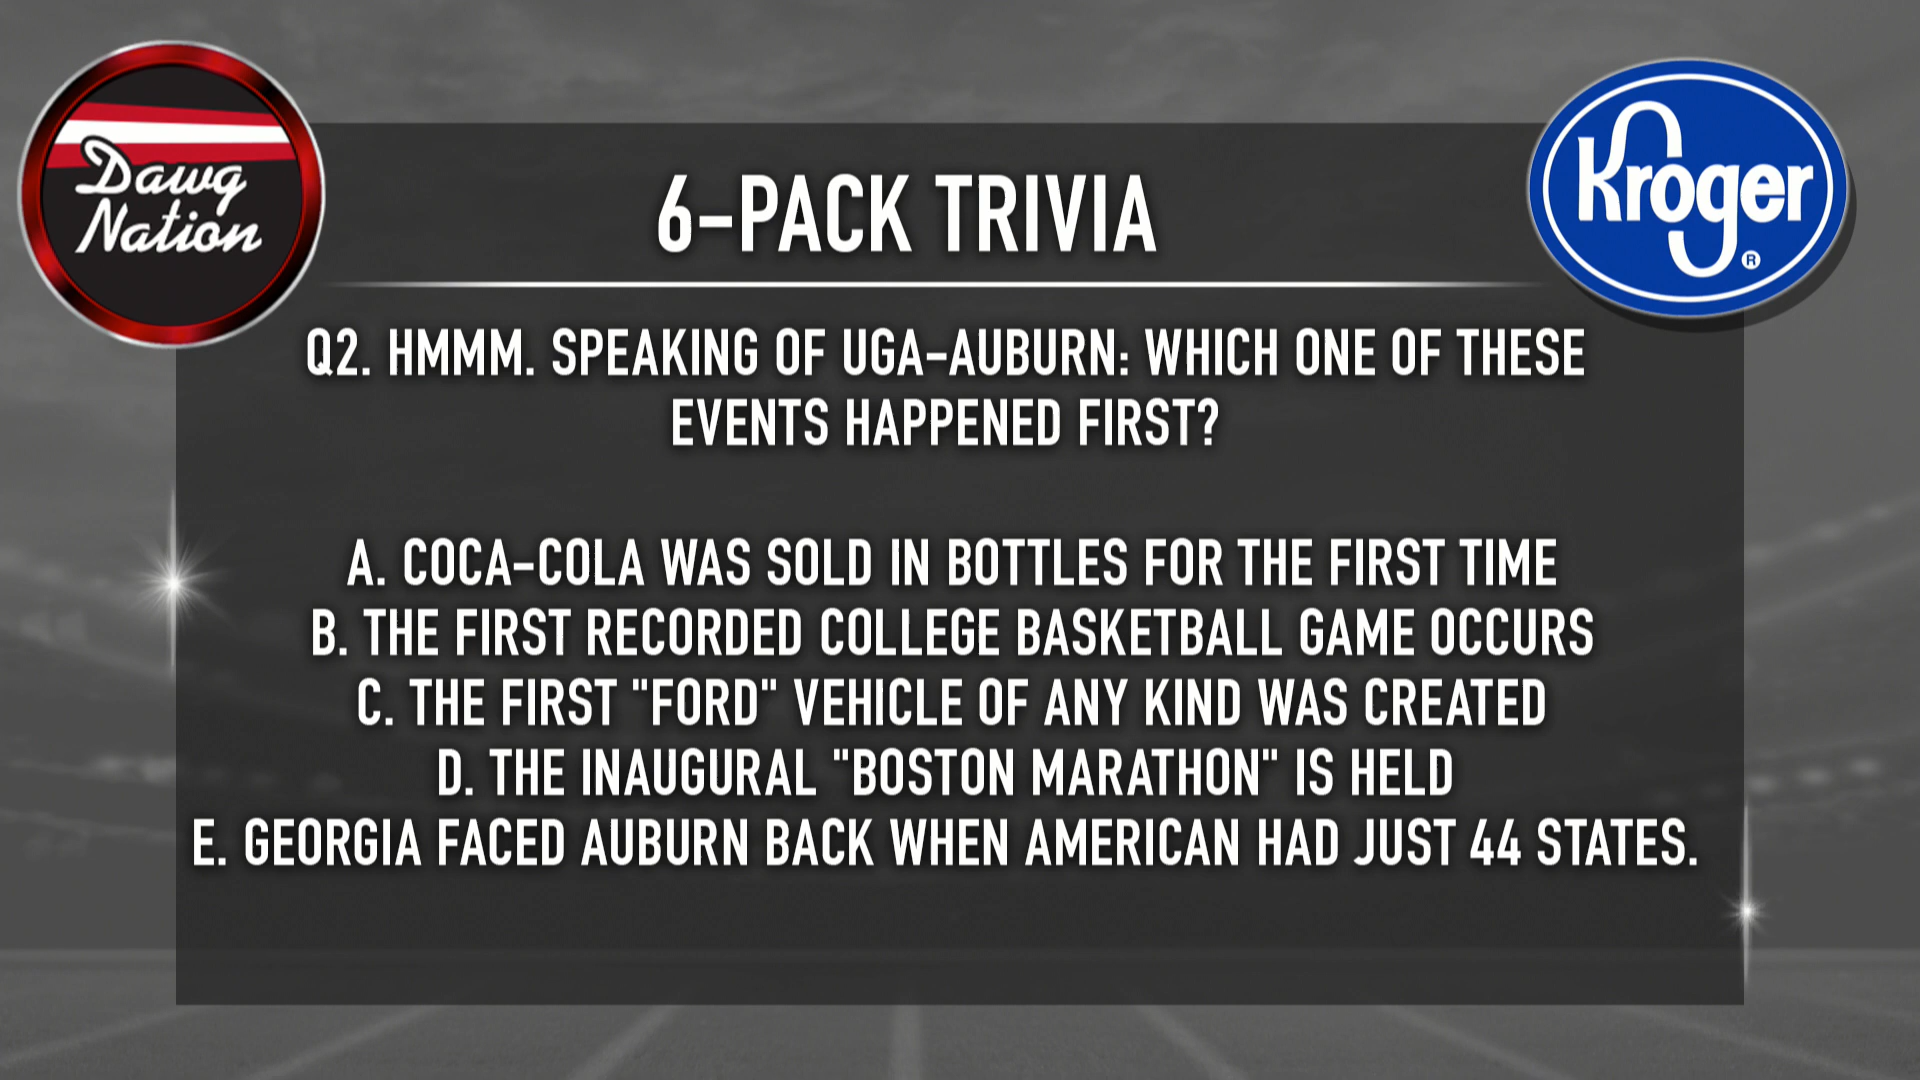 Dawg
Nation
Kroger
®
6-PACK TRIVIA
Q2. HMMM. SPEAKING OF UGA-AUBURN: WHICH ONE OF THESE
EVENTS HAPPENED FIRST?
A. COCA-COLA WAS SOLD IN BOTTLES FOR THE FIRST TIME
B. THE FIRST RECORDED COLLEGE BASKETBALL GAME OCCURS
C. THE FIRST "FORD" VEHICLE OF ANY KIND WAS CREATED
D. THE INAUGURAL "BOSTON MARATHON" IS HELD
E. GEORGIA FACED AUBURN BACK WHEN AMERICAN HAD JUST 44 STATES.